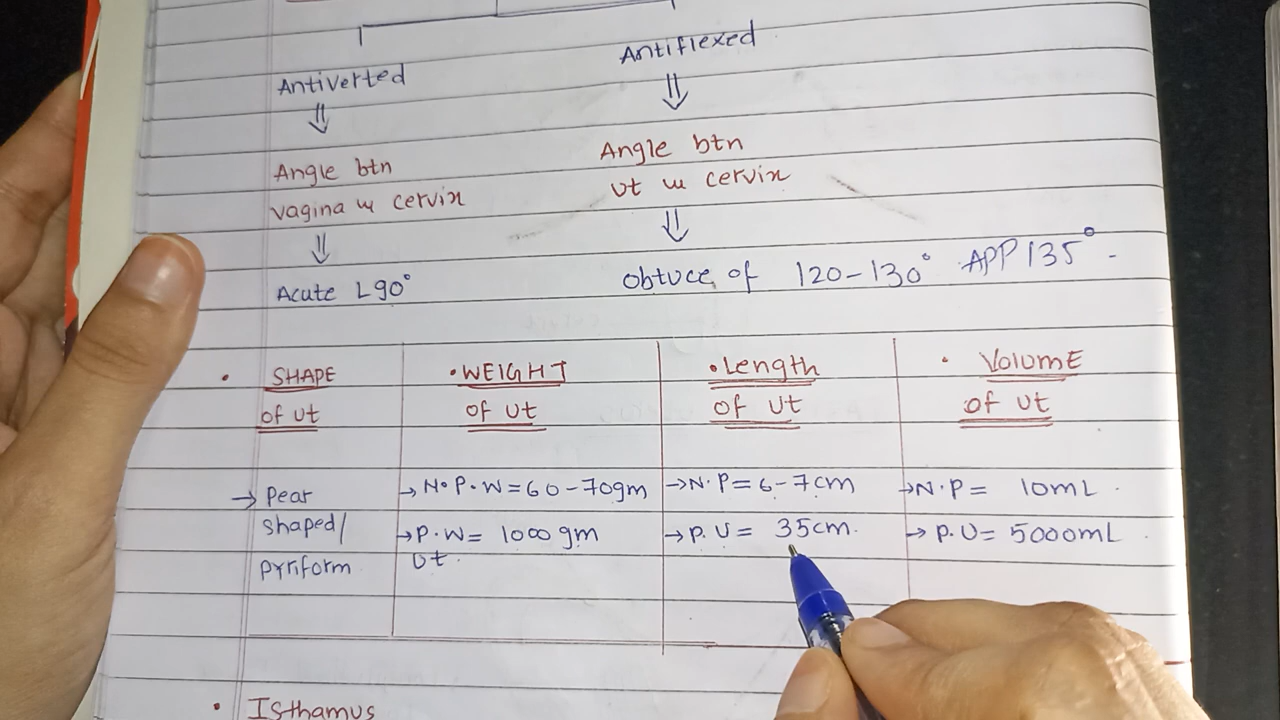 Antiverted
Antiflexed
⇓
⇓
Angle btn
vagina w cervix
Angle btn
ut w cervix
⇓
⇓
Acute L90°
Obtuce of 120-130° APP 135° -
• SHAPE
of ut
• WEIGHT
of Ut
• Length
of Ut
• VOLUME
of ut
→ Pear
shaped/
pyriform
→ N.P.W = 60-70gm
→ P.W = 1000 gm
Ut.
→ N.P = 6-7cm
→ P.U = 35cm.
→ N.P = 10mL.
→ P.U = 5000mL.
• Isthamus